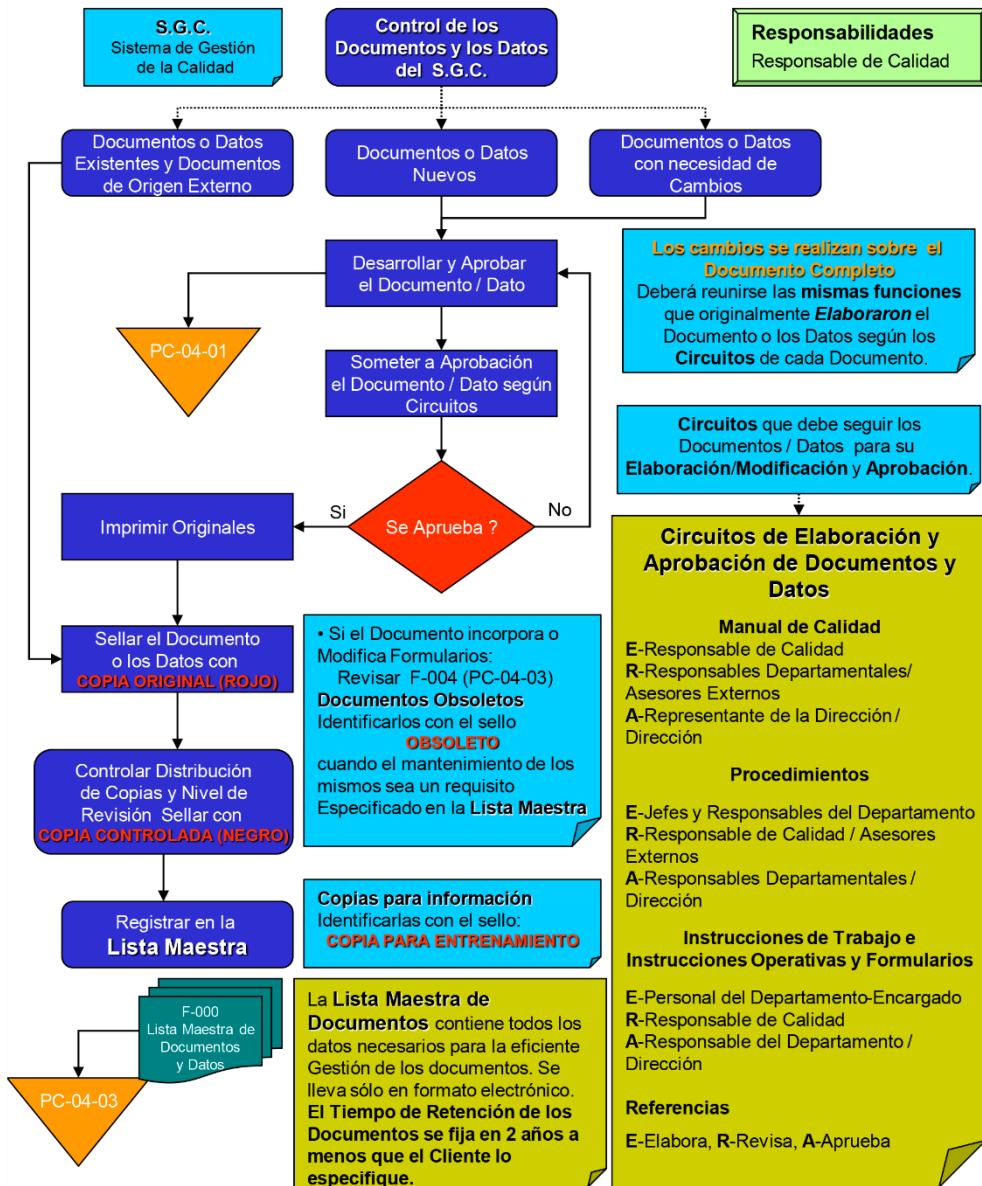 S.G.C.
Sistema de Gestión
de la Calidad
Control de los
Documentos y los Datos
del S.G.C.
Responsabilidades
Responsable de Calidad
Documentos o Datos
Existentes y Documentos
de Origen Externo
Documentos o Datos
Nuevos
Documentos o Datos
con necesidad de
Cambios
Desarrollar y Aprobar
el Documento / Dato
PC-04-01
Los cambios se realizan sobre el
Documento Completo
Deberá reunirse las mismas funciones
que originalmente Elaboraron el
Documento o los Datos según los
Circuitos de cada Documento.
Someter a Aprobación
el Documento / Dato según
Circuitos
Circuitos que debe seguir los
Documentos / Datos para su
Elaboración/Modificación y Aprobación.
Imprimir Originales
Si
Se Aprueba ?
No
Sellar el Documento
o los Datos con
COPIA ORIGINAL (ROJO)
• Si el Documento incorpora o
Modifica Formularios:
Revisar F-004 (PC-04-03)
Documentos Obsoletos
Identificarlos con el sello
OBSOLETO
cuando el mantenimiento de los
mismos sea un requisito
Especificado en la Lista Maestra
Controlar Distribución
de Copias y Nivel de
Revisión Sellar con
COPIA CONTROLADA (NEGRO)
Registrar en la
Lista Maestra
Copias para información
Identificarlas con el sello:
COPIA PARA ENTRENAMIENTO
F-000
Lista Maestra de
Documentos
y Datos
PC-04-03
La Lista Maestra de
Documentos contiene todos los
datos necesarios para la eficiente
Gestión de los documentos. Se
lleva sólo en formato electrónico.
El Tiempo de Retención de los
Documentos se fija en 2 años a
menos que el Cliente lo
especifique.
Circuitos de Elaboración y
Aprobación de Documentos y
Datos
Manual de Calidad
E-Responsable de Calidad
R-Responsables Departamentales/
Asesores Externos
A-Representante de la Dirección /
Dirección
Procedimientos
E-Jefes y Responsables del Departamento
R-Responsable de Calidad / Asesores
Externos
A-Responsables Departamentales /
Dirección
Instrucciones de Trabajo e
Instrucciones Operativas y Formularios
E-Personal del Departamento-Encargado
R-Responsable de Calidad
A-Responsable del Departamento /
Dirección
Referencias
E-Elabora, R-Revisa, A-Aprueba